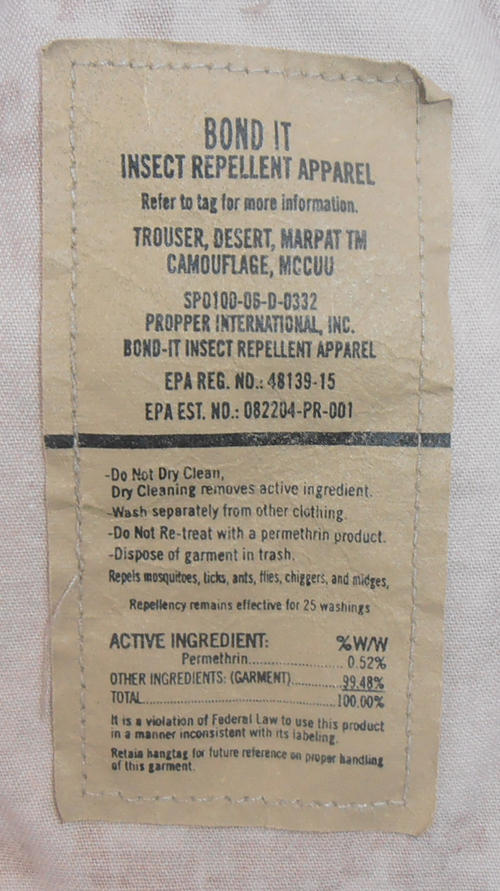 BOND IT
INSECT REPELLENT APPAREL
Refer to tag for more information.
TROUSER, DESERT, MARPAT TM
CAMOUFLAGE, MCCUU
SPO100-06-D-0332
PROPPER INTERNATIONAL, INC.
BOND-IT INSECT REPELLENT APPAREL
EPA REG. NO.: 48139-15
EPA EST. NO.: 082204-PR-001
-Do Not Dry Clean,
Dry Cleaning removes active ingredient.
-Wash separately from other clothing.
-Do Not Re-treat with a permethrin product.
-Dispose of garment in trash.
Repels mosquitoes, ticks, ants, flies, chiggers, and midges,
Repellency remains effective for 25 washings
ACTIVE INGREDIENT: %W/W
Permethrin................... 0.52%
OTHER INGREDIENTS: (GARMENT)............99.48%
TOTAL..............................................100.00%
It is a violation of Federal Law to use this product
in a manner inconsistent with its labeling.
Retain hangtag for future reference on proper handling
of this garment.